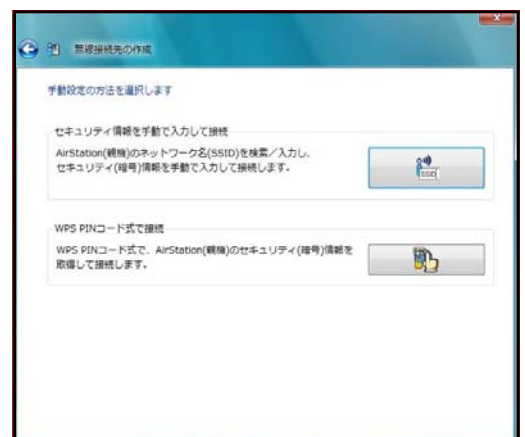 無線接続先の作成
手動設定の方法を選択します
セキュリティ情報を手動で入力して接続
AirStation(親機)のネットワーク名(SSID)を検索/入力し、
セキュリティ(暗号)情報を手動で入力して接続します。
SSID
WPS PINコード式で接続
WPS PINコード式で、AirStation(親機)のセキュリティ(暗号)情報を
取得して接続します。